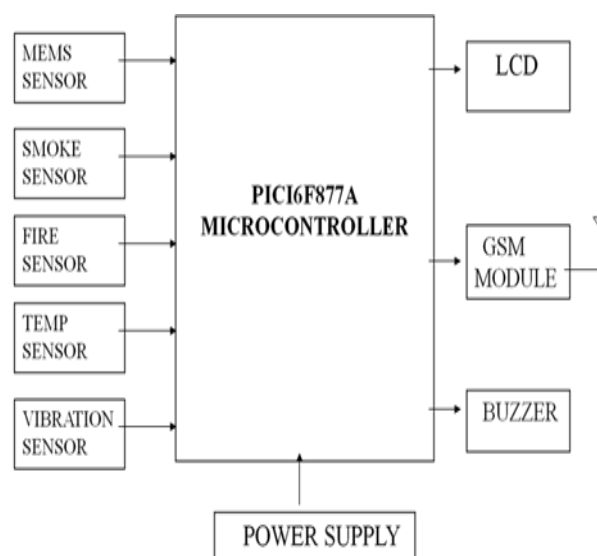 MEMS
SENSOR
SMOKE
SENSOR
FIRE
SENSOR
TEMP
SENSOR
VIBRATION
SENSOR
PICI6F877A
MICROCONTROLLER
LCD
GSM
MODULE
BUZZER
POWER SUPPLY